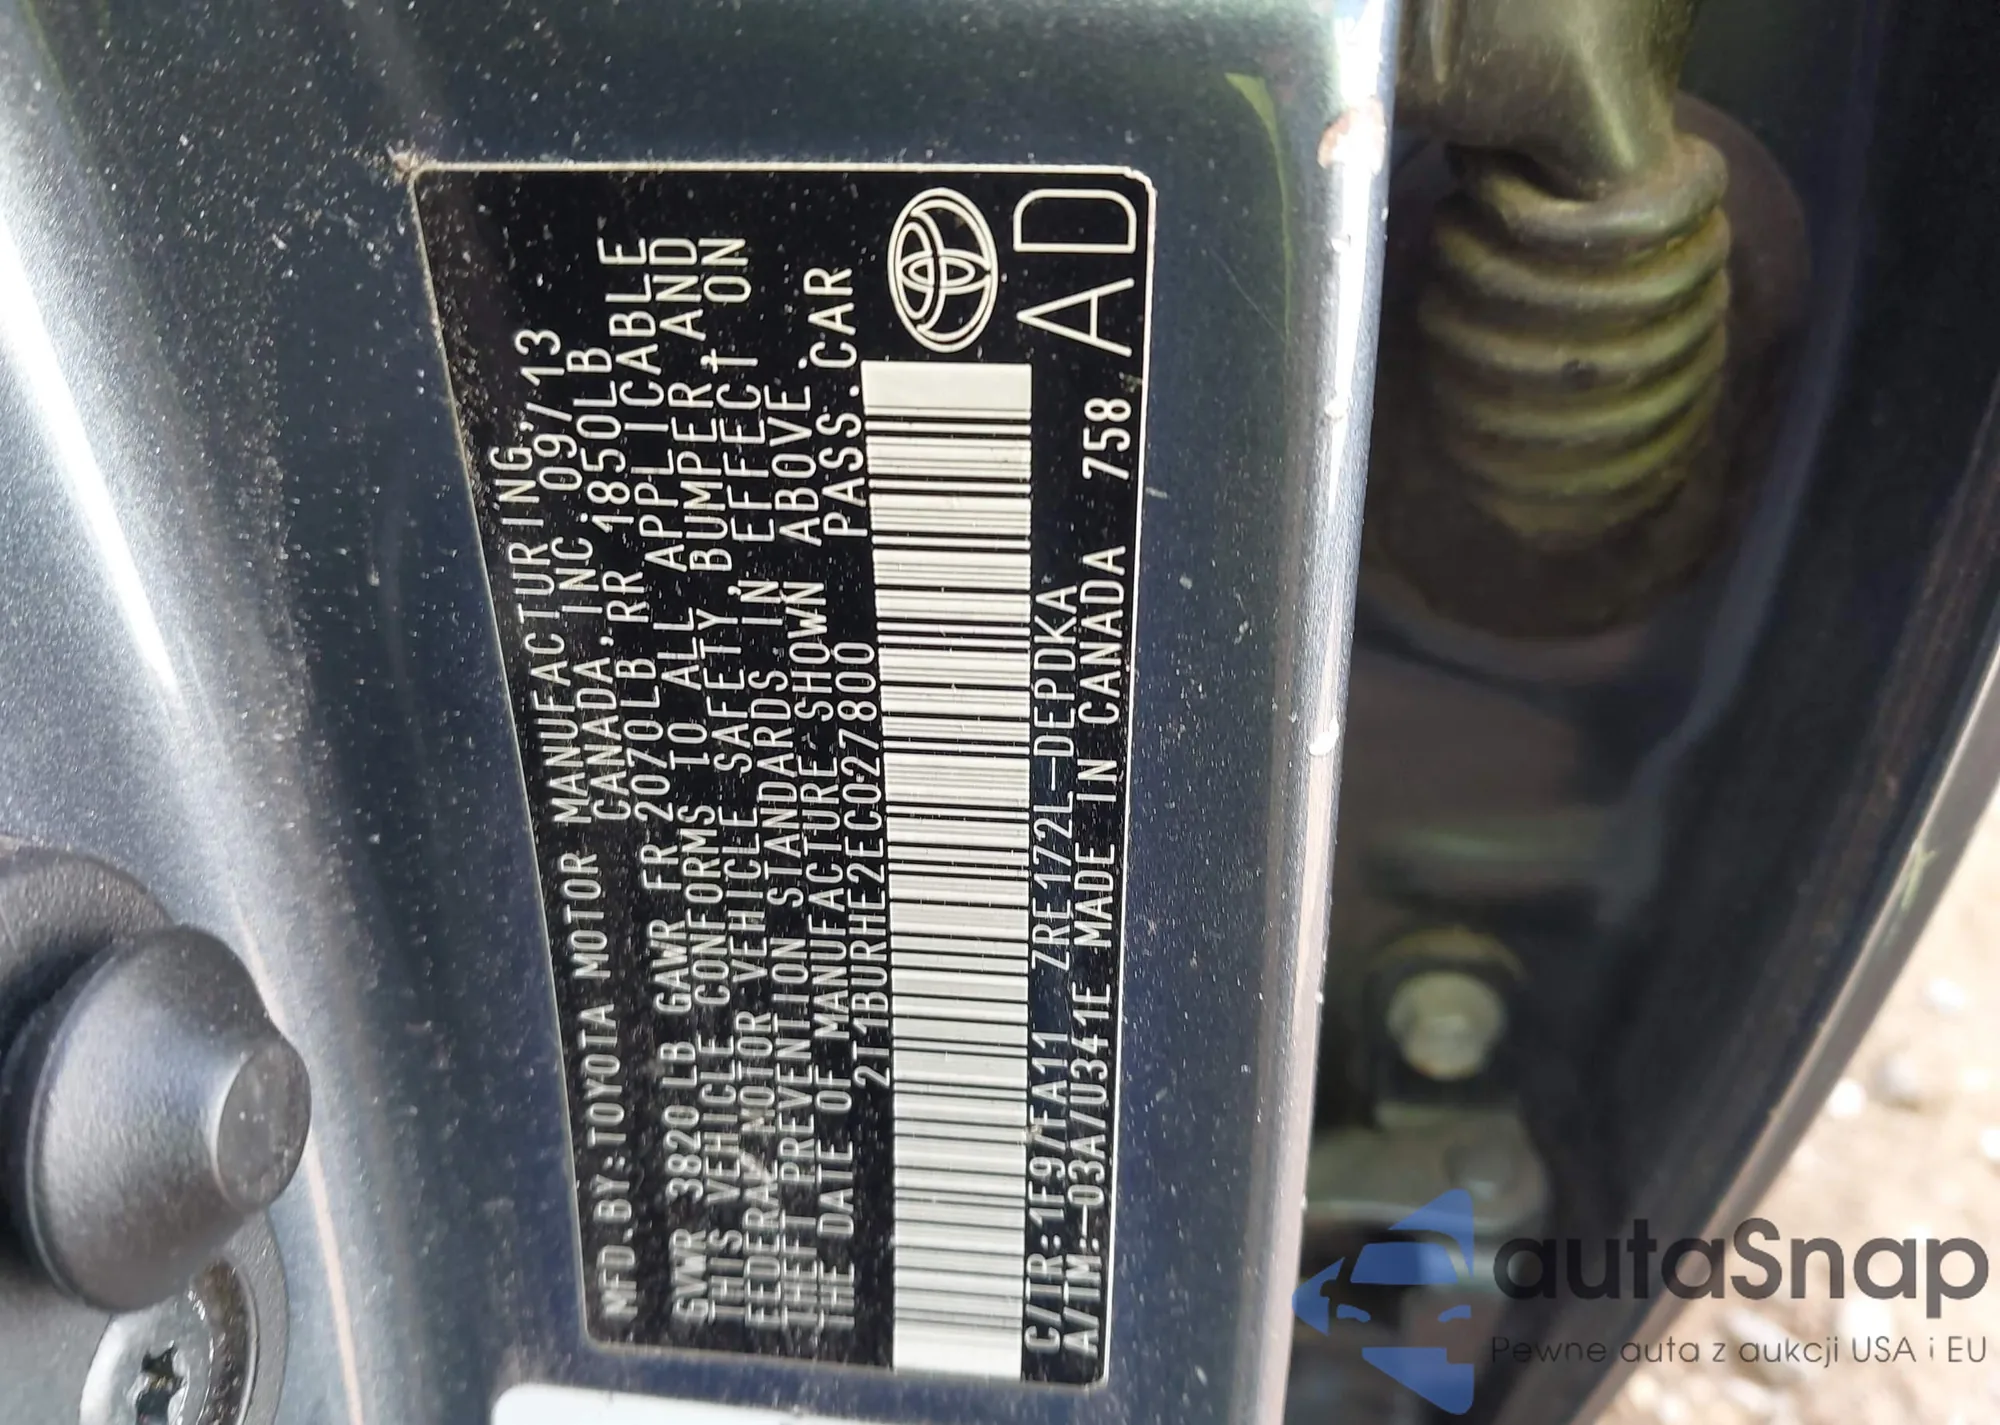 MFD.BY:TOYOTA MOTOR MANUFACTURING,
CANADA,INC. 09/13
GVWR 3820LB GAWR FR 2070LB RR 1850LB
THIS VEHICLE CONFORMS TO ALL APPLICABLE
FEDERAL MOTOR VEHICLE SAFETY, BUMPER, AND
THEFT PREVENTION STANDARDS IN EFFECT ON
THE DATE OF MANUFACTURE SHOWN ABOVE.
2T1BURHE2EC027800 PASS.CAR
C/TR:1F9/FA11 ZRE172L-DEPDKA
A/TM:-03A/U341E MADE IN CANADA 758
AD
autaSnap
Pewne auta z aukcji USA i EU